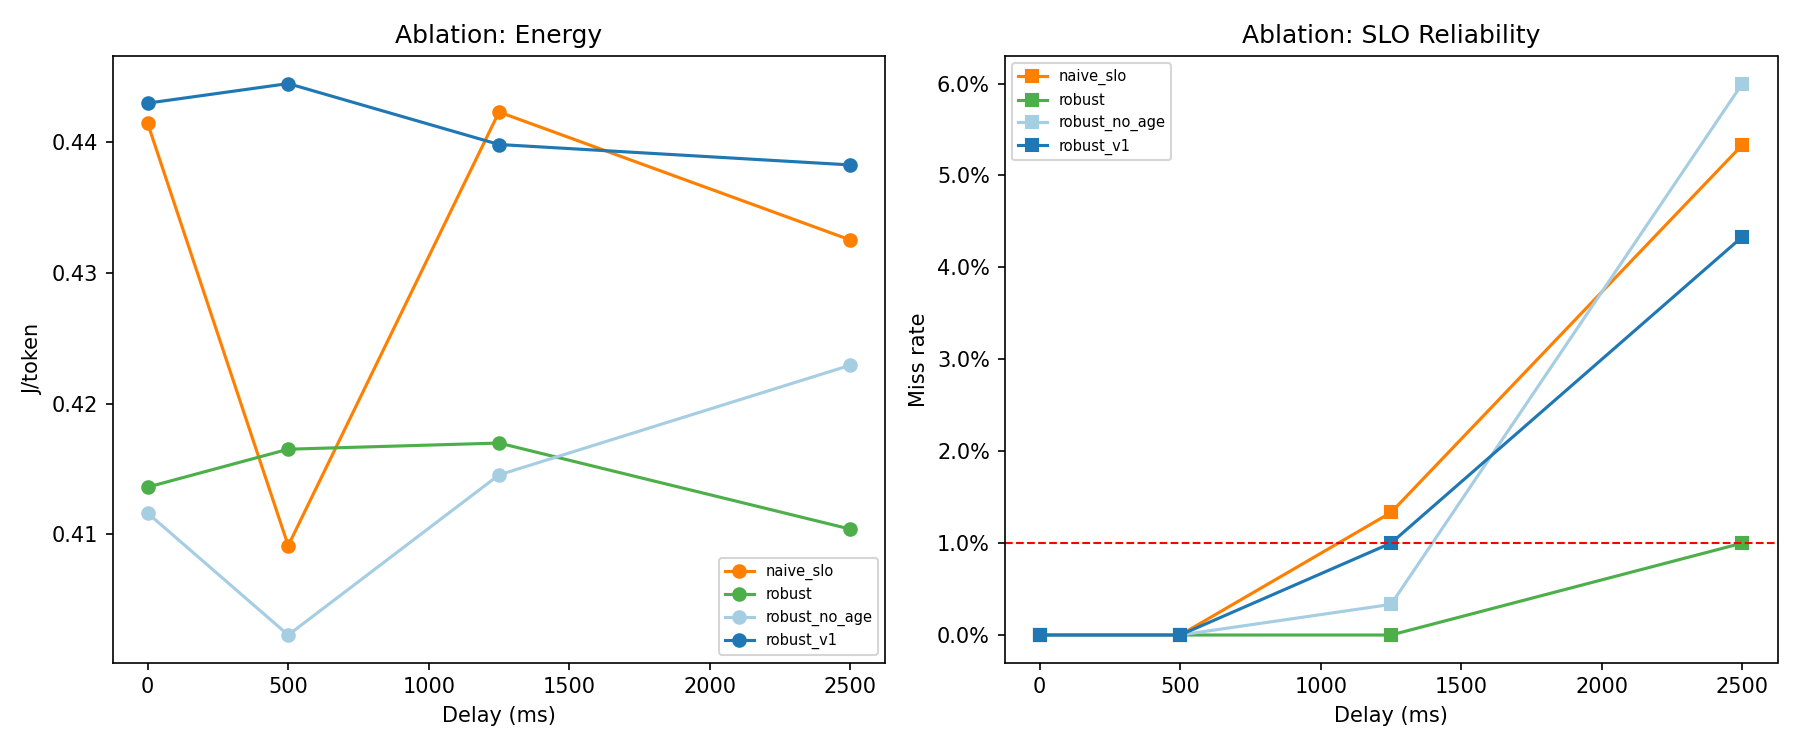 Ablation: Energy
J/token
0.44
0.43
0.42
0.41
0
500
1000
1500
2000
2500
Delay (ms)
naive_slo
robust
robust_no_age
robust_v1
Ablation: SLO Reliability
Miss rate
6.0%
5.0%
4.0%
3.0%
2.0%
1.0%
0.0%
0
500
1000
1500
2000
2500
Delay (ms)
naive_slo
robust
robust_no_age
robust_v1